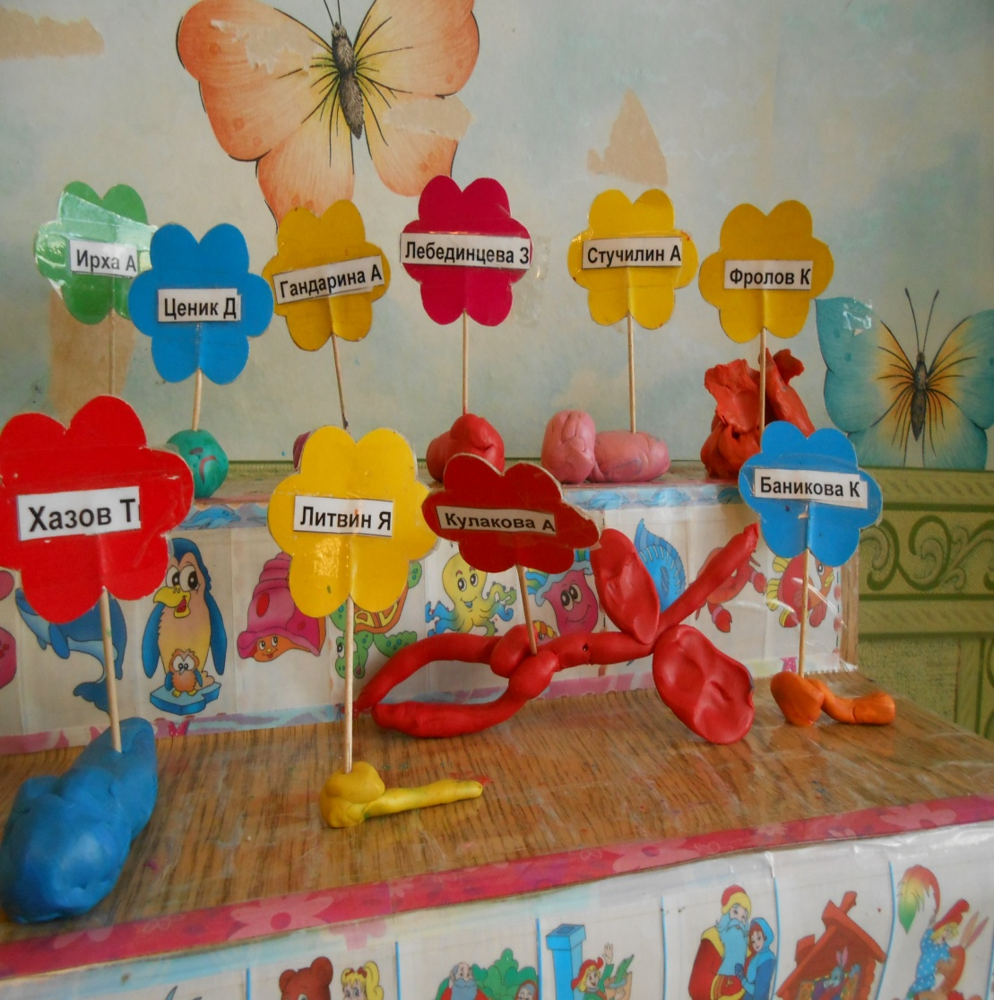 Ирха А
Ценик Д
Гандарина А
Лебединцева З
Стучилин А
Фролов К
Хазов Т
Литвин Я
Кулакова А
Баникова К